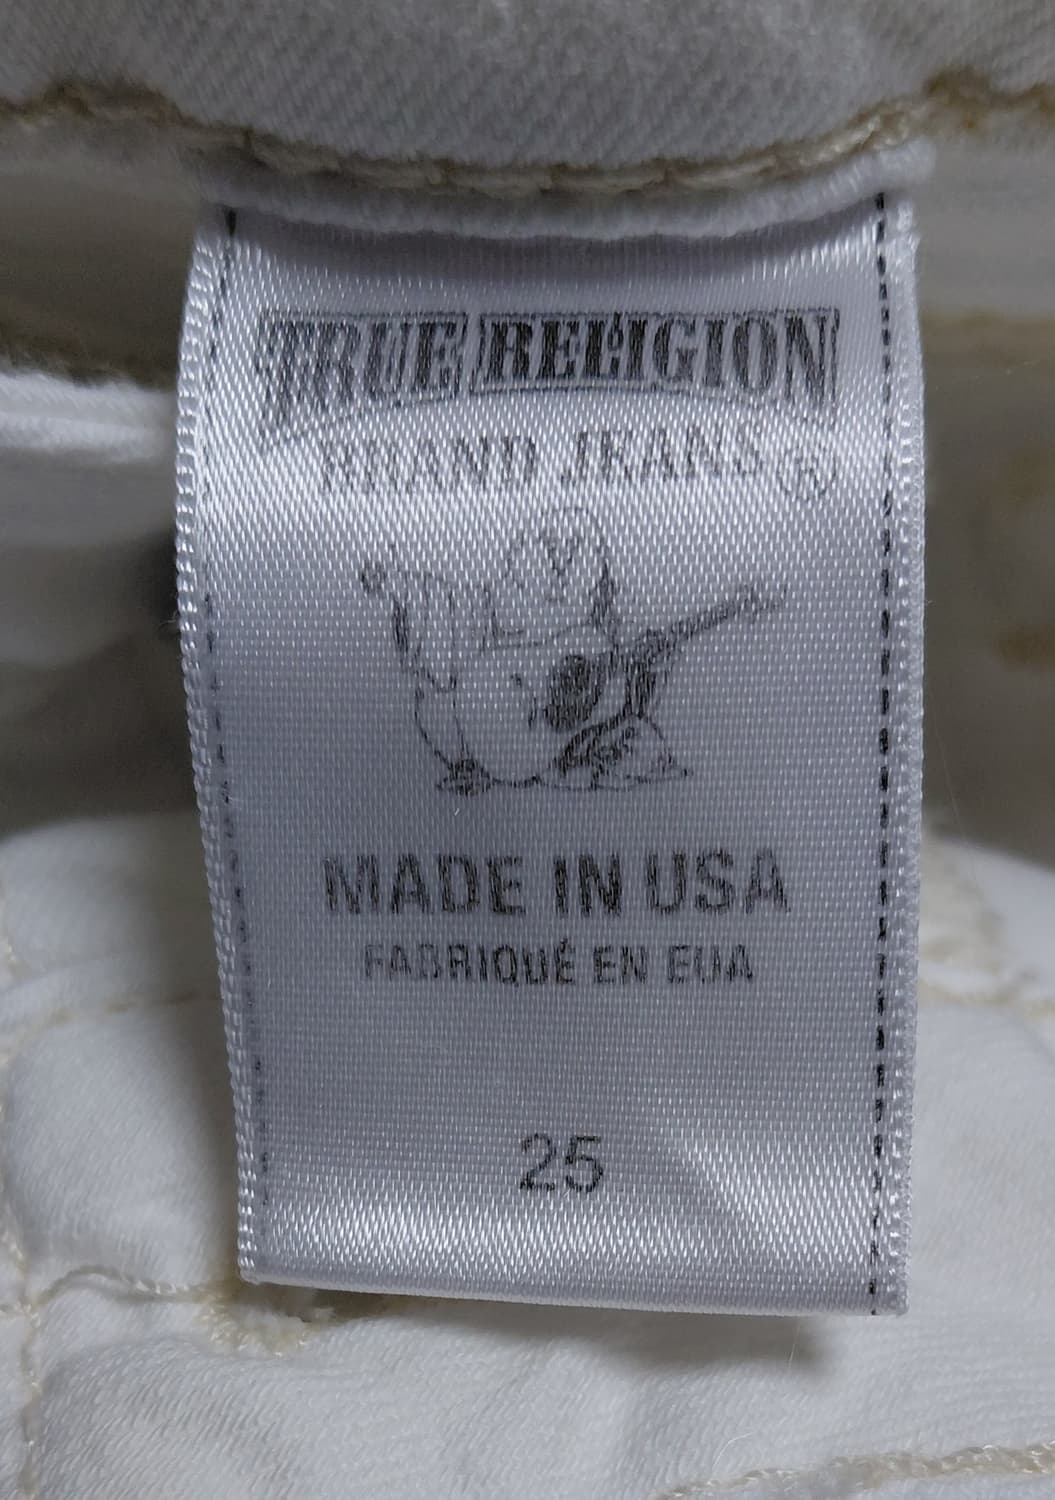 TRUE RELIGION
BRAND JEANS ®
MADE IN USA
FABRIQUÉ EN EUA
25